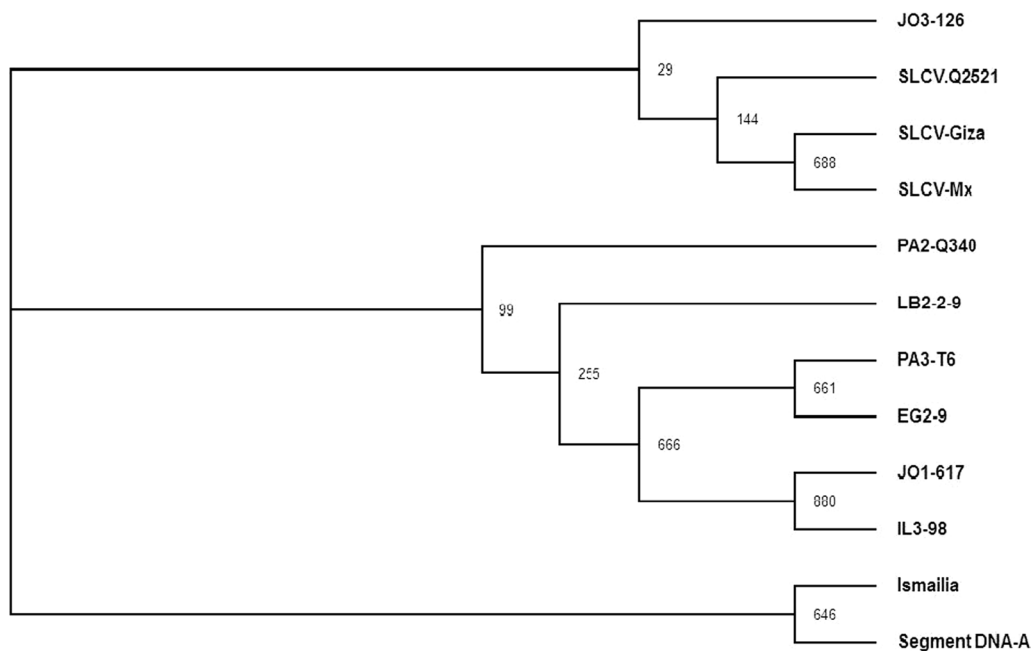 JO3-126
29
SLCV.Q2521
144
SLCV-Giza
688
SLCV-Mx
PA2-Q340
99
LB2-2-9
255
PA3-T6
661
EG2-9
666
JO1-617
880
IL3-98
Ismailia
646
Segment DNA-A